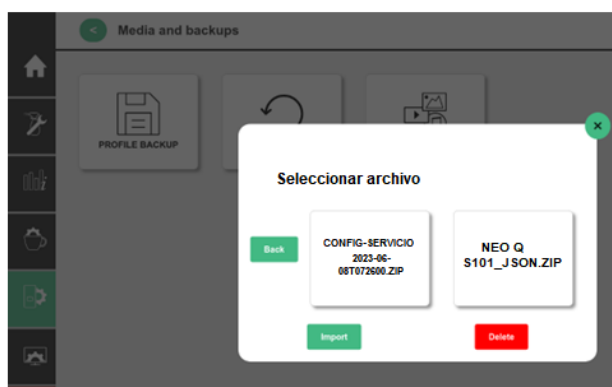 <
Media and backups
PROFILE BACKUP
×
Seleccionar archivo
Back
CONFIG-SERVICIO
2023-06-
08T072600.ZIP
NEO Q
S101_JSON.ZIP
Import
Delete